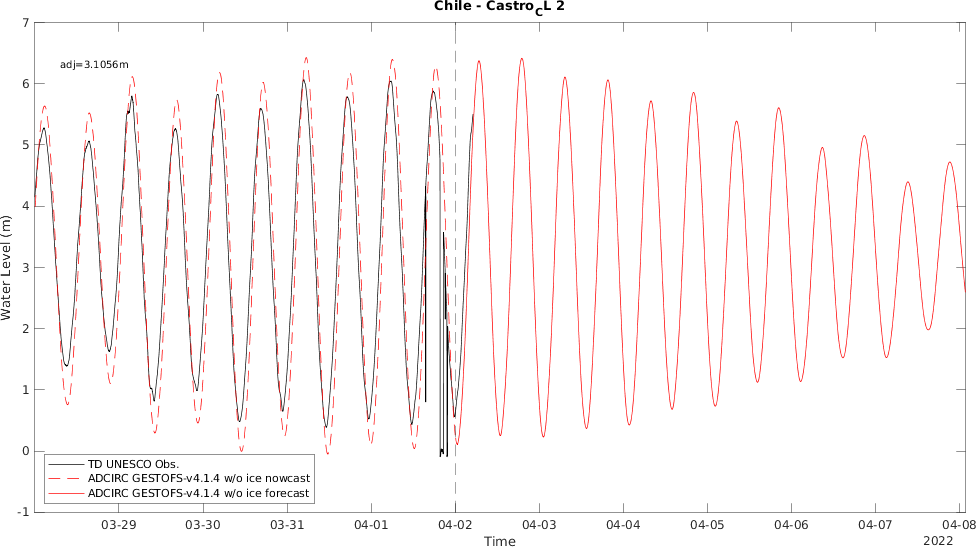 Chile - CastroCL 2
7
adj=3.1056m
6
5
4
3
2
1
0
-1
Water Level (m)
TD UNESCO Obs.
ADCIRC GESTOFS-v4.1.4 w/o ice nowcast
ADCIRC GESTOFS-v4.1.4 w/o ice forecast
03-29 03-30 03-31 04-01 04-02 04-03 04-04 04-05 04-06 04-07 04-08
Time
2022